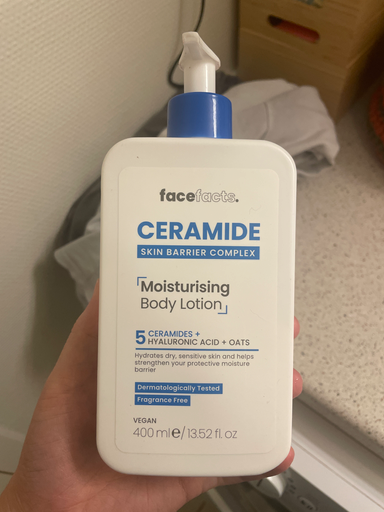 facefacts.
CERAMIDE
SKIN BARRIER COMPLEX
Moisturising
Body Lotion
5 CERAMIDES +
HYALURONIC ACID + OATS
Hydrates dry, sensitive skin and helps
strengthen your protective moisture
barrier
Dermatologically Tested
Fragrance Free
VEGAN
400 ml e / 13.52 fl. oz